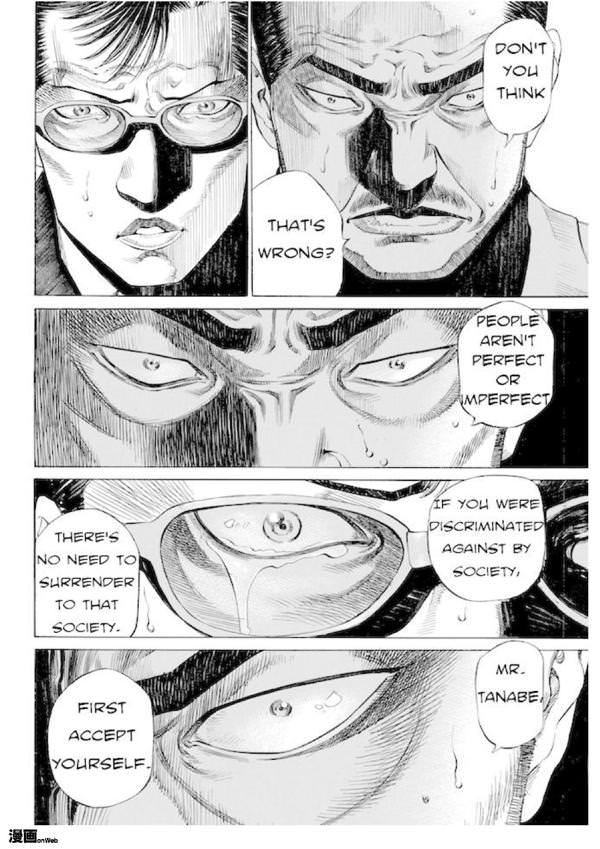 DON'T
YOU
THINK
THAT'S
WRONG?
PEOPLE
AREN'T
PERFECT
OR
IMPERFECT
IF YOU WERE
DISCRIMINATED
AGAINST BY
SOCIETY,
THERE'S
NO NEED TO
SURRENDER
TO THAT
SOCIETY.
MR.
TANABE,
FIRST
ACCEPT
YOURSELF.
漫画onWeb